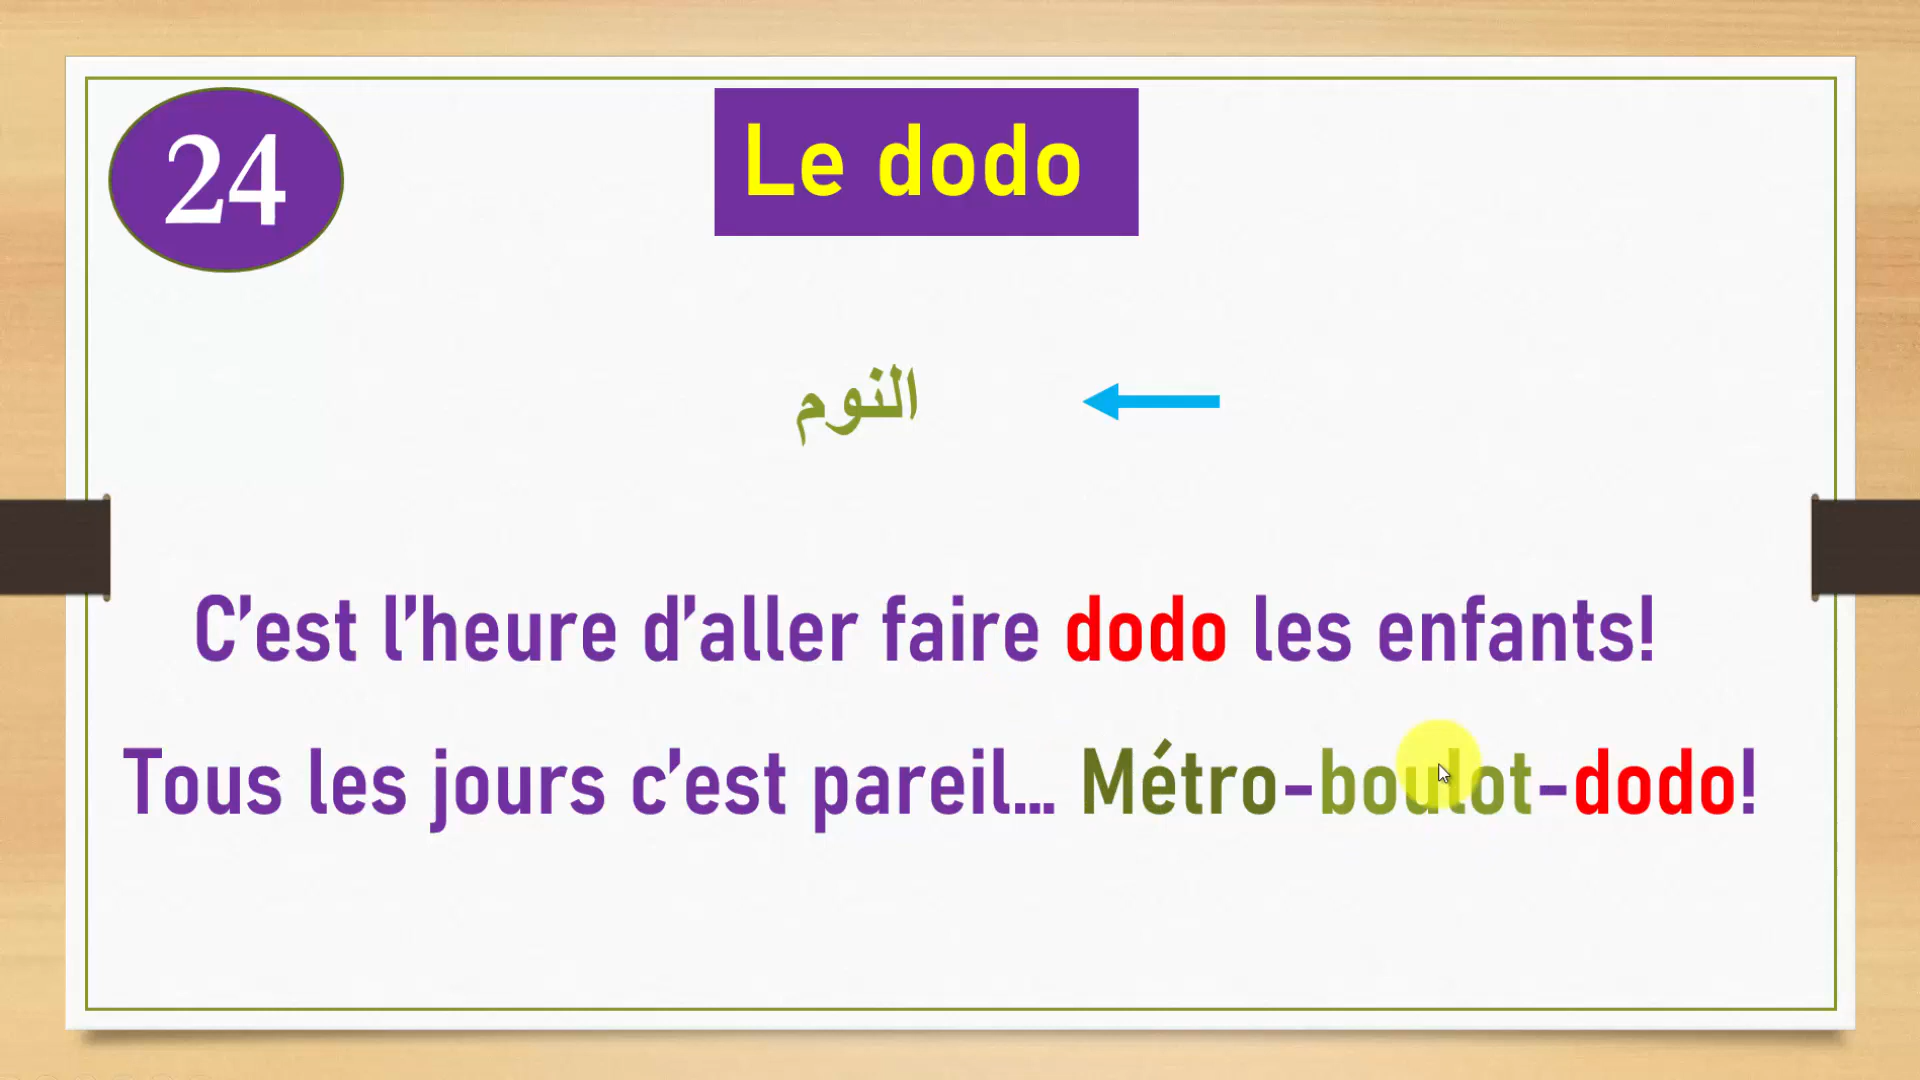 24
Le dodo
النوم
C’est l’heure d’aller faire dodo les enfants!
Tous les jours c’est pareil... Métro-boulot-dodo!